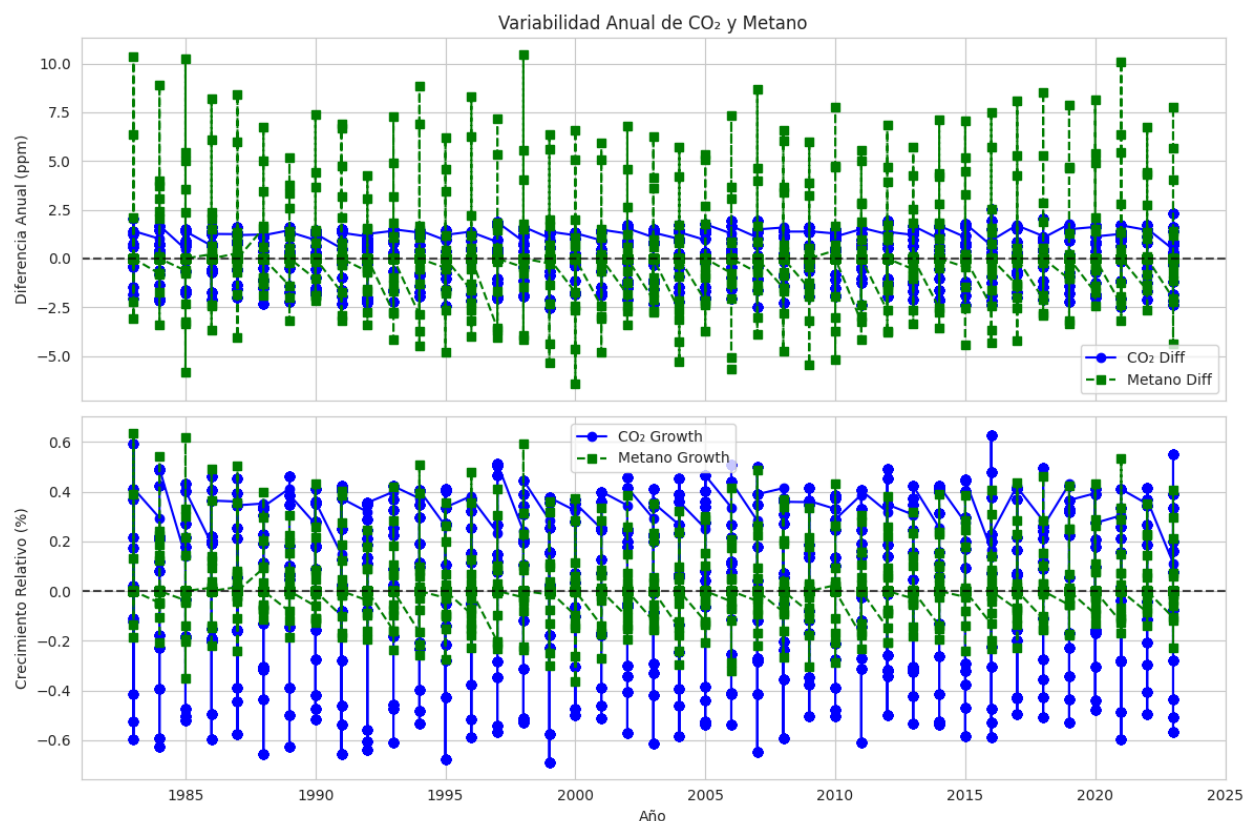 Variabilidad Anual de CO₂ y Metano
Diferencia Anual (ppm)
10.0
7.5
5.0
2.5
0.0
−2.5
−5.0
CO₂ Diff
Metano Diff
Crecimiento Relativo (%)
0.6
0.4
0.2
0.0
−0.2
−0.4
−0.6
CO₂ Growth
Metano Growth
1985 1990 1995 2000 2005 2010 2015 2020 2025
Año